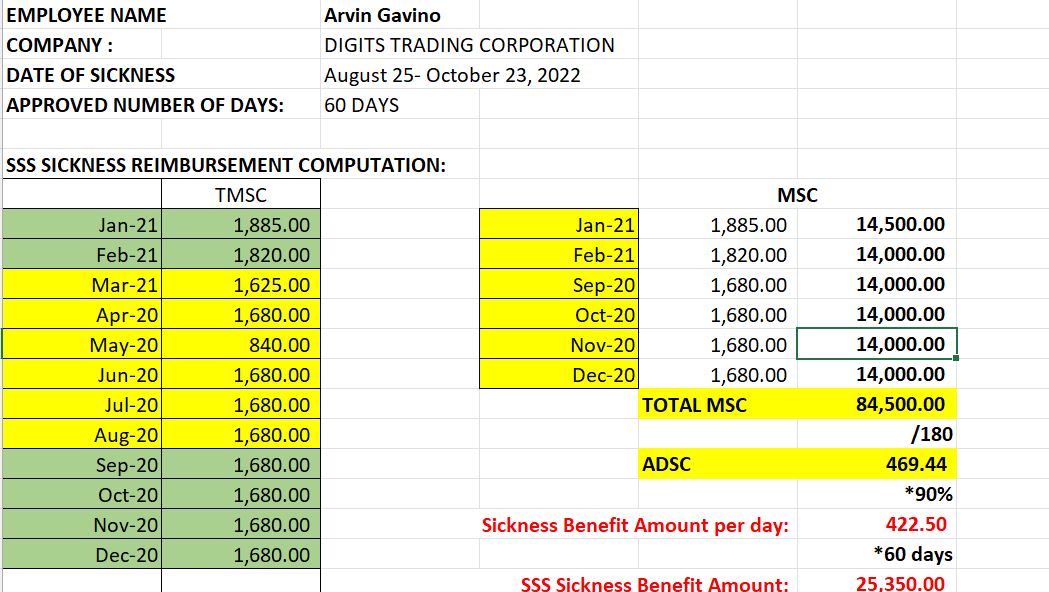 EMPLOYEE NAME Arvin Gavino
COMPANY : DIGITS TRADING CORPORATION
DATE OF SICKNESS August 25- October 23, 2022
APPROVED NUMBER OF DAYS: 60 DAYS
SSS SICKNESS REIMBURSEMENT COMPUTATION:
TMSC MSC
Jan-21 1,885.00 Jan-21 1,885.00 14,500.00
Feb-21 1,820.00 Feb-21 1,820.00 14,000.00
Mar-21 1,625.00 Sep-20 1,680.00 14,000.00
Apr-20 1,680.00 Oct-20 1,680.00 14,000.00
May-20 840.00 Nov-20 1,680.00 14,000.00
Jun-20 1,680.00 Dec-20 1,680.00 14,000.00
Jul-20 1,680.00 TOTAL MSC 84,500.00
Aug-20 1,680.00 /180
Sep-20 1,680.00 ADSC 469.44
Oct-20 1,680.00 *90%
Nov-20 1,680.00 Sickness Benefit Amount per day: 422.50
Dec-20 1,680.00 *60 days
SSS Sickness Benefit Amount: 25,350.00